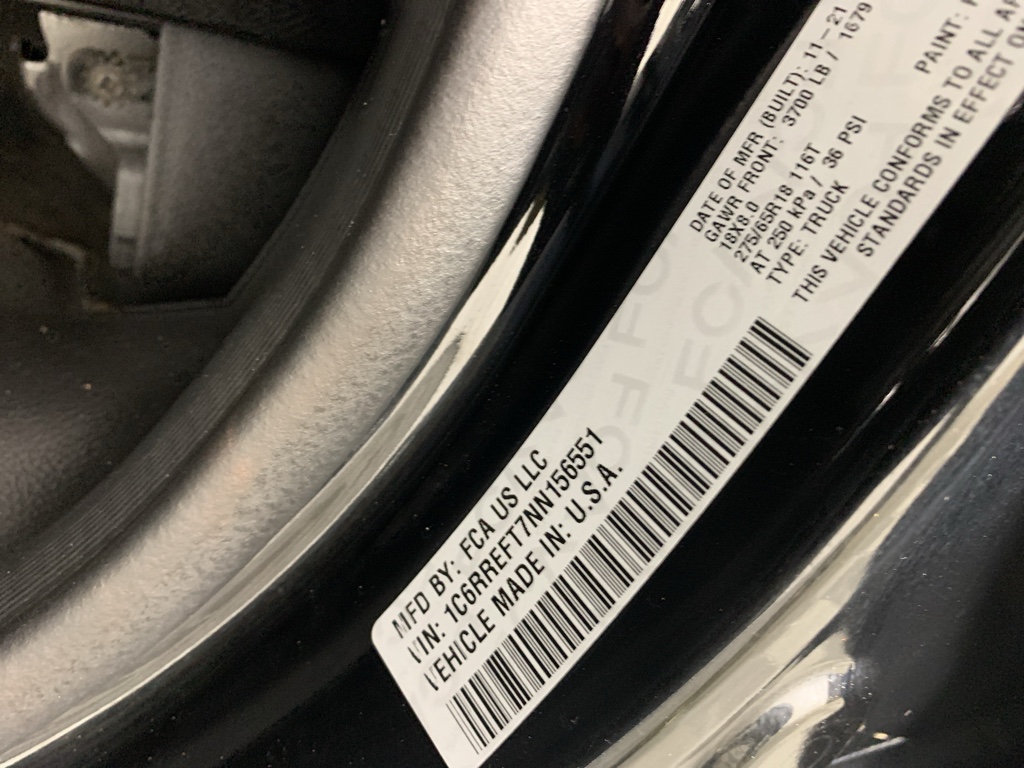 MFD BY: FCA US LLC
VIN: 1C6RREFT7NN156551
VEHICLE MADE IN: U.S.A.
DATE OF MFR (BUILT): 11-21
GAWR FRONT: 3700 LB / 1679
18X8.0
275/65R18 116T
AT 250 kPa / 36 PSI
TYPE: TRUCK
PAINT:
THIS VEHICLE CONFORMS TO ALL
STANDARDS IN EFFECT